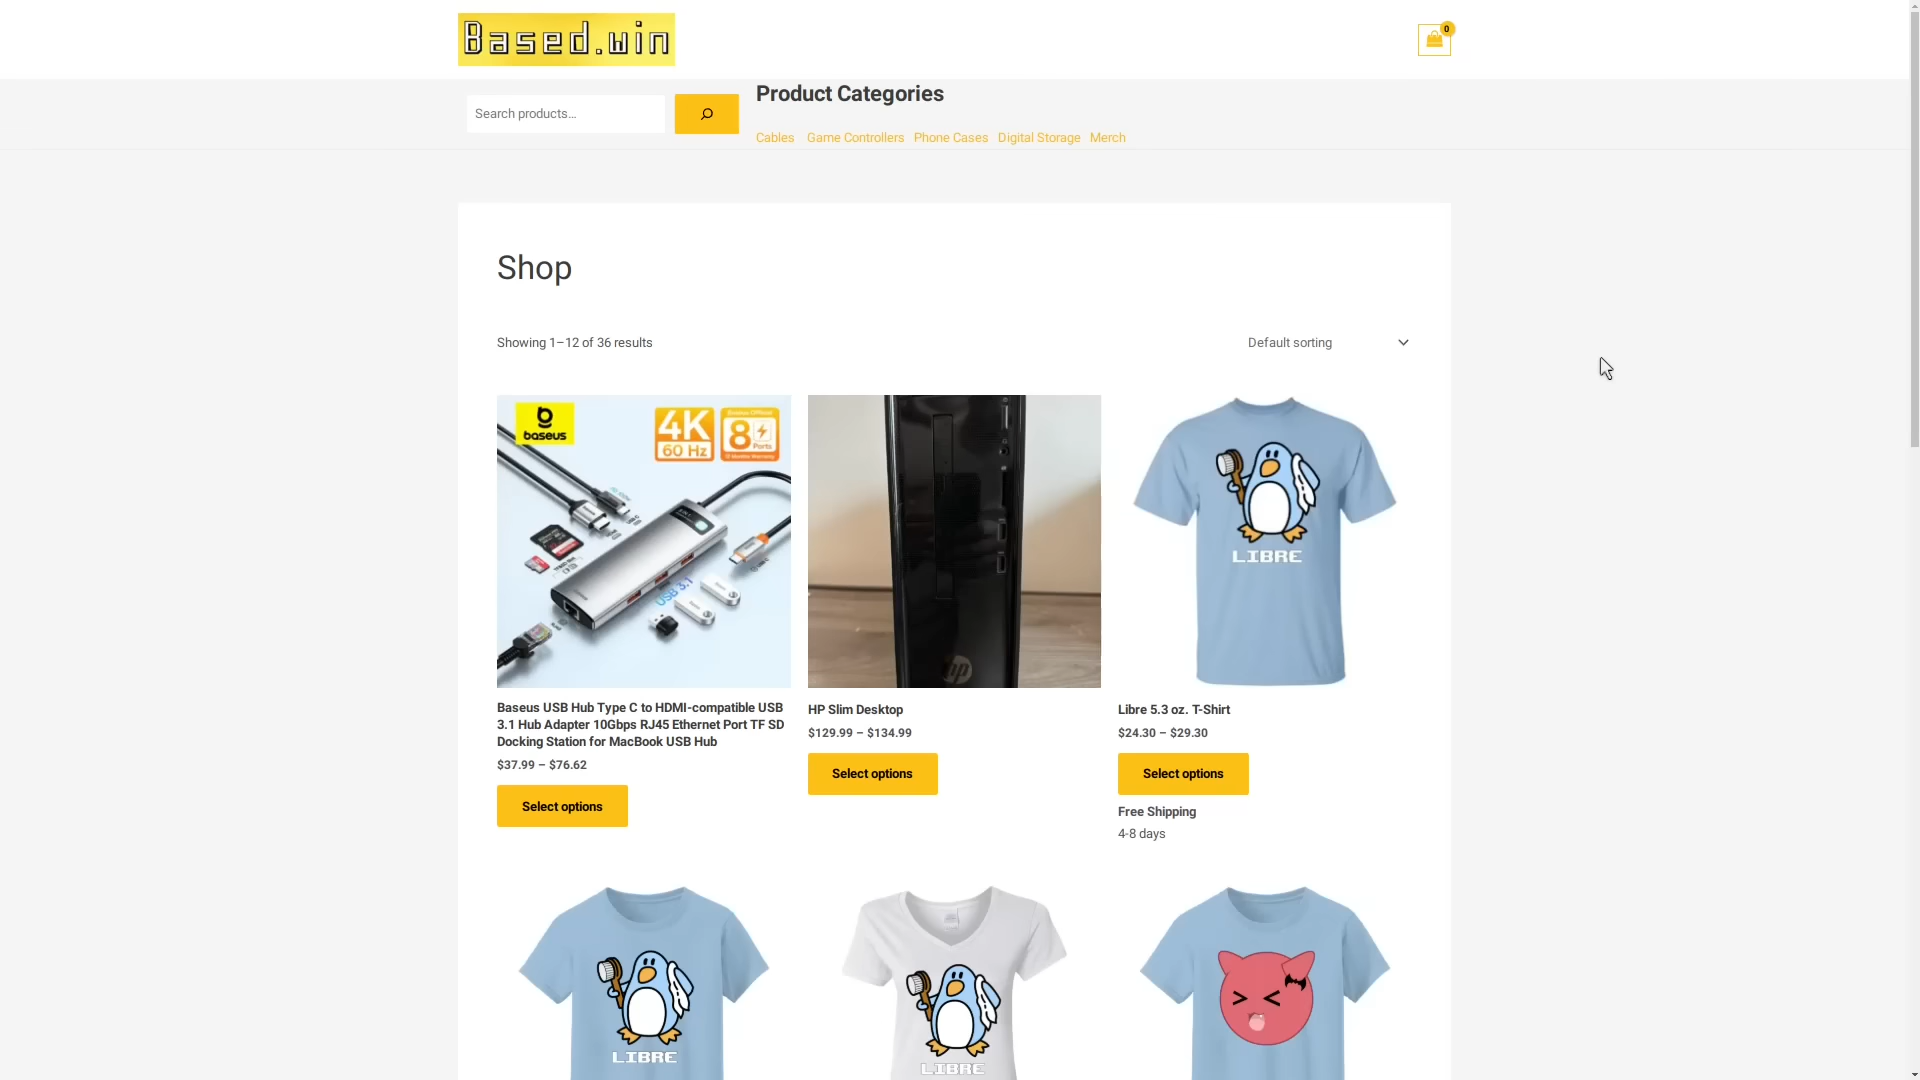 Based.win
0
Search products…
Product Categories
Cables Game Controllers Phone Cases Digital Storage Merch
Shop
Showing 1–12 of 36 results
Default sorting
baseus
4K
60 Hz
Baseus Official
8
Ports
USB 3.1
hp
LIBRE
Baseus USB Hub Type C to HDMI-compatible USB
3.1 Hub Adapter 10Gbps RJ45 Ethernet Port TF SD
Docking Station for MacBook USB Hub
$37.99 – $76.62
Select options
HP Slim Desktop
$129.99 – $134.99
Select options
Libre 5.3 oz. T-Shirt
$24.30 – $29.30
Select options
Free Shipping
4-8 days
LIBRE
LIBRE